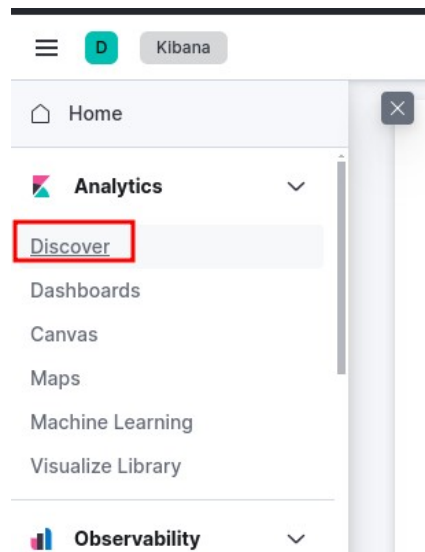 D Kibana
Home
Analytics
Discover
Dashboards
Canvas
Maps
Machine Learning
Visualize Library
Observability